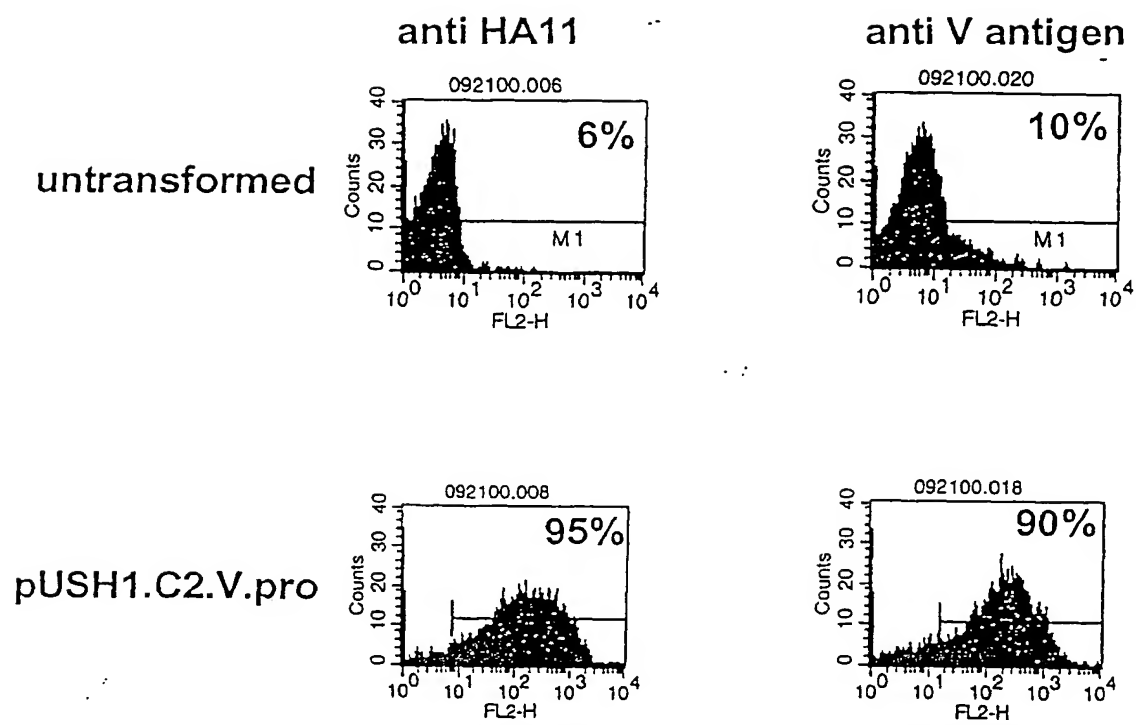 anti HA11
anti V antigen
untransformed
092100.006
6%
40
30
20
10
0
Counts
M1
10^0 10^1 10^2 10^3 10^4
FL2-H
092100.020
10%
40
30
20
10
0
Counts
M1
10^0 10^1 10^2 10^3 10^4
FL2-H
pUSH1.C2.V.pro
092100.008
95%
40
30
20
10
0
Counts
10^0 10^1 10^2 10^3 10^4
FL2-H
092100.018
90%
40
30
20
10
0
Counts
10^0 10^1 10^2 10^3 10^4
FL2-H